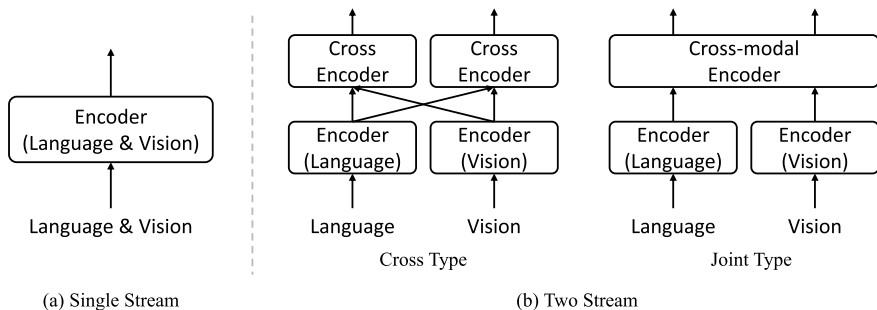 Encoder
(Language & Vision)
Language & Vision
(a) Single Stream
Cross
Encoder
Cross
Encoder
Encoder
(Language)
Encoder
(Vision)
Language
Vision
Cross Type
Cross-modal
Encoder
Encoder
(Language)
Encoder
(Vision)
Language
Vision
Joint Type
(b) Two Stream